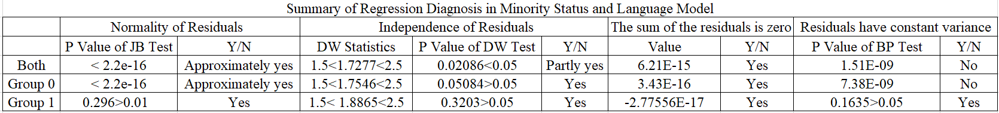 Summary of Regression Diagnosis in Minority Status and Language Model
Normality of Residuals Independence of Residuals The sum of the residuals is zero Residuals have constant variance
P Value of JB Test Y/N DW Statistics P Value of DW Test Y/N Value Y/N P Value of BP Test Y/N
Both < 2.2e-16 Approximately yes 1.5<1.7277<2.5 0.02086<0.05 Partly yes 6.21E-15 Yes 1.51E-09 No
Group 0 < 2.2e-16 Approximately yes 1.5<1.7546<2.5 0.05084>0.05 Yes 3.43E-16 Yes 7.38E-09 No
Group 1 0.296>0.01 Yes 1.5< 1.8865<2.5 0.3203>0.05 Yes -2.77556E-17 Yes 0.1635>0.05 Yes